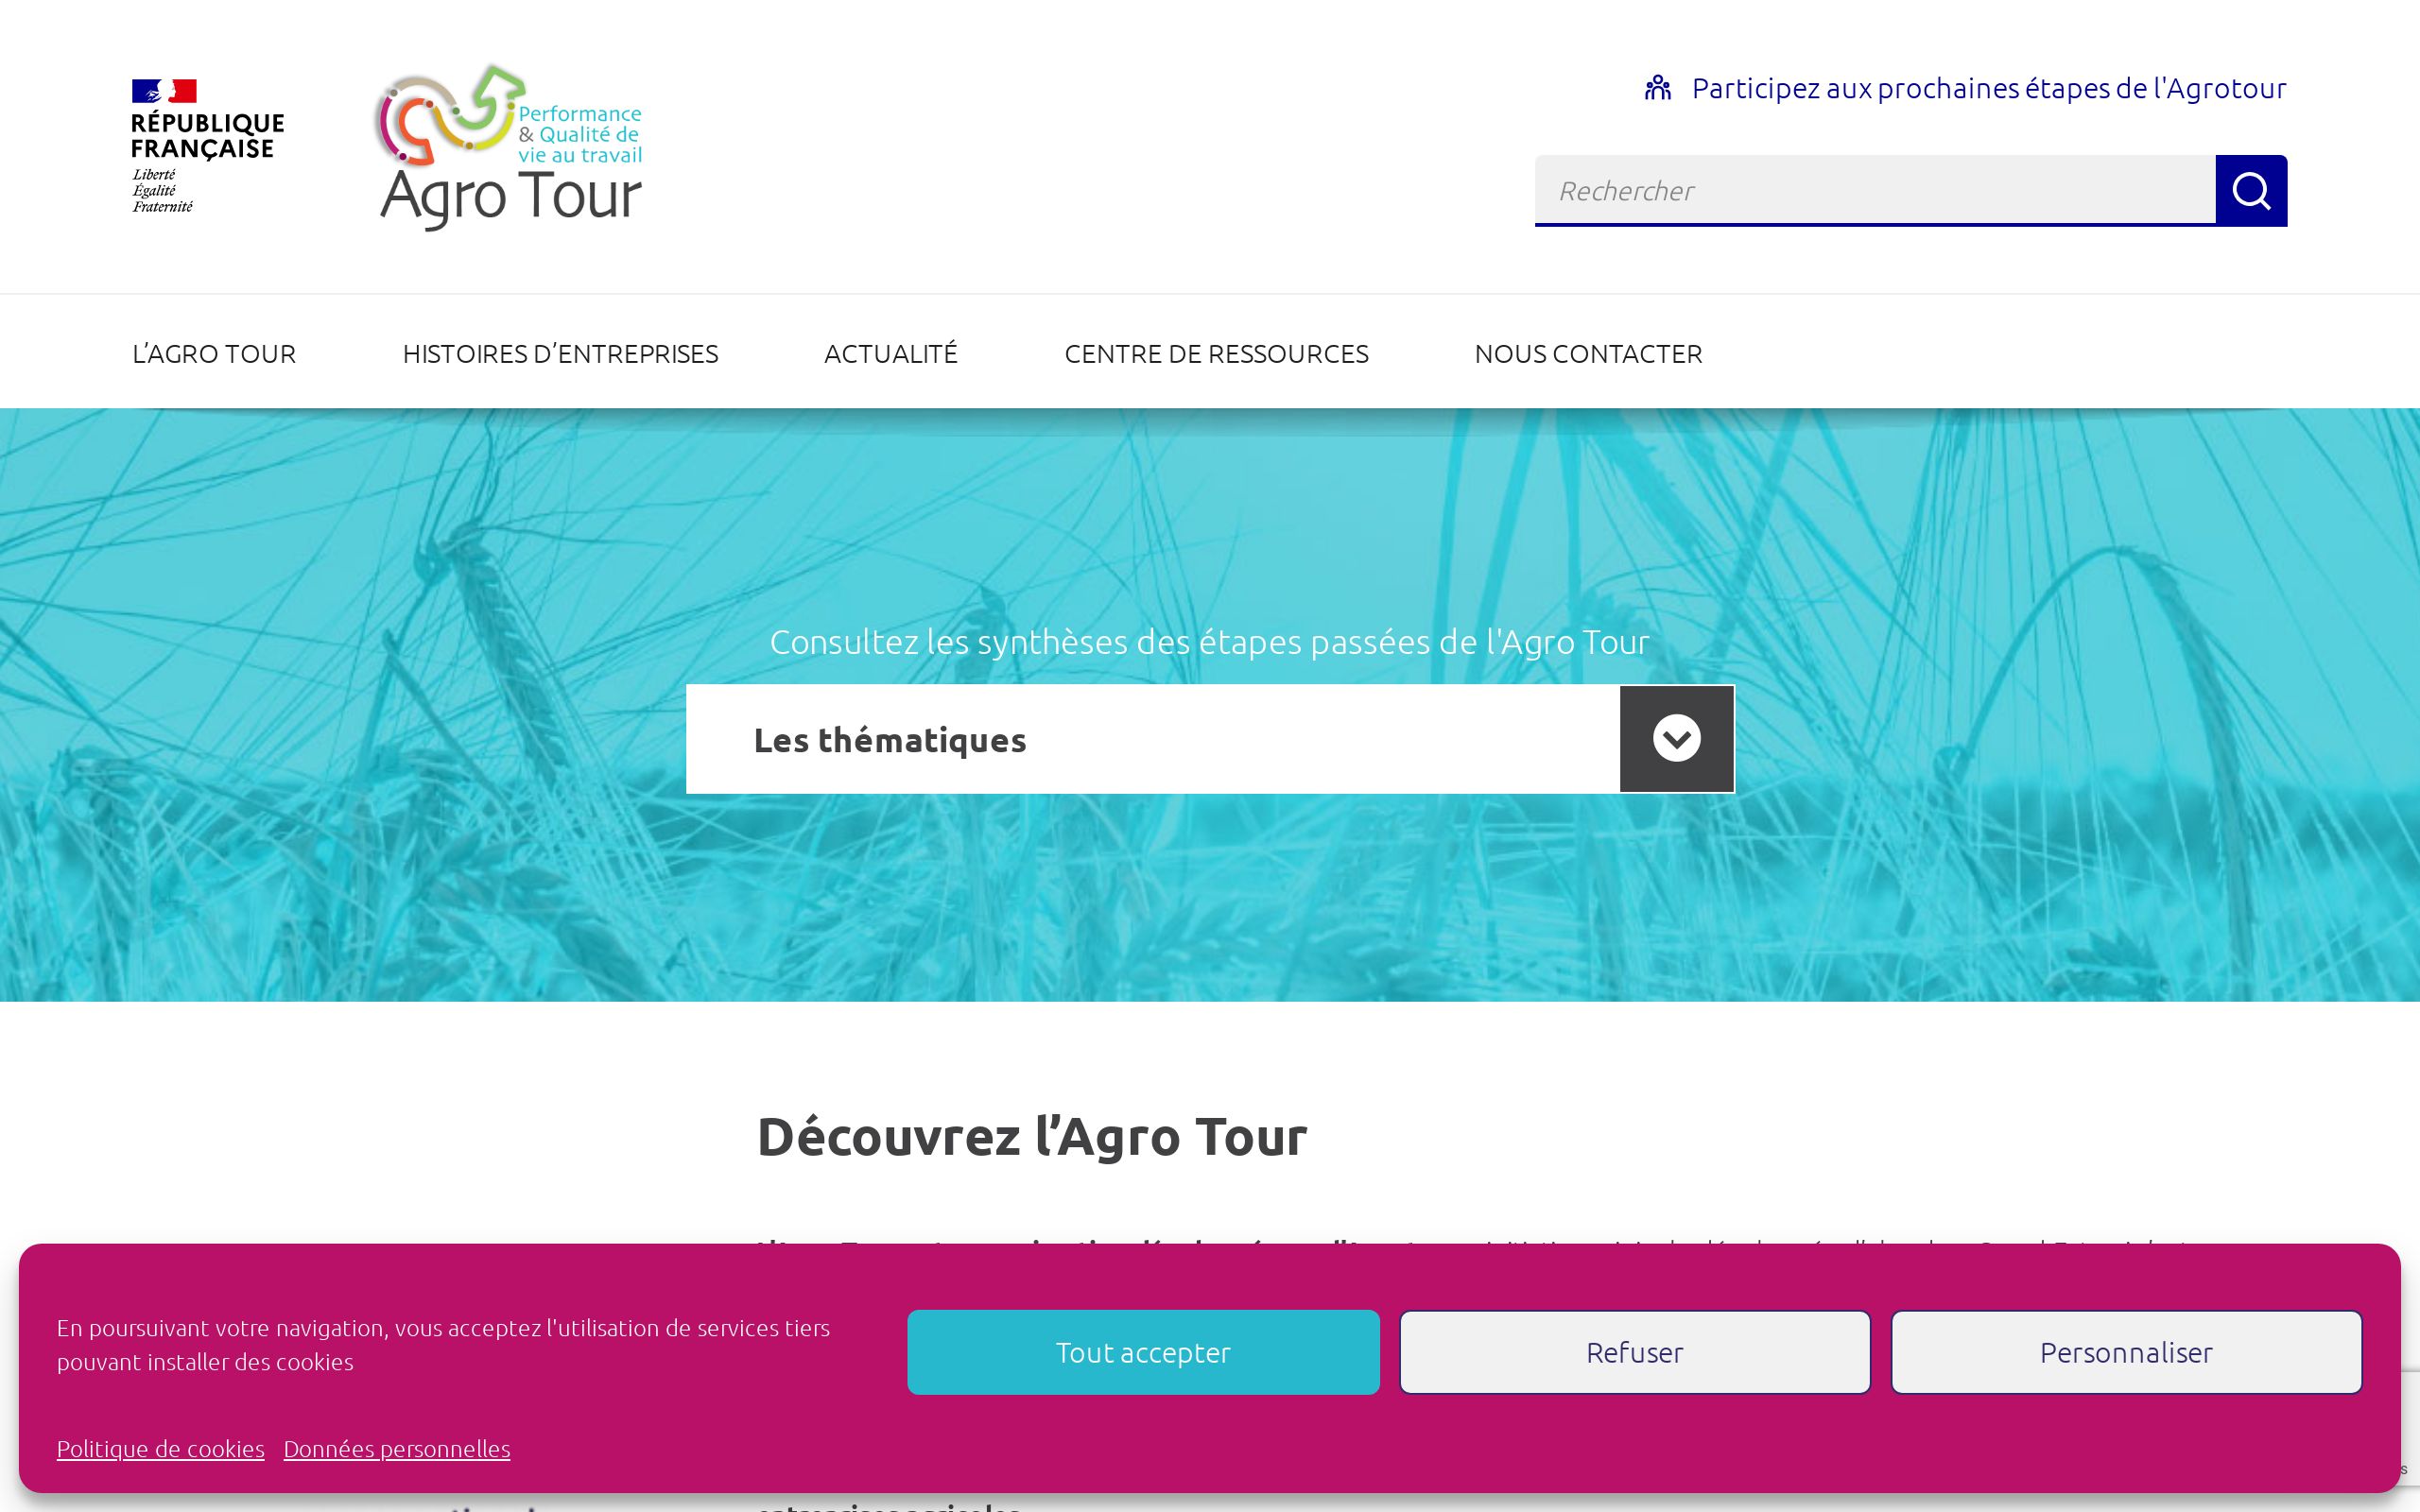 RÉPUBLIQUE
FRANÇAISE
Liberté
Égalité
Fraternité
Performance
& Qualité de
vie au travail
Agro Tour
Participez aux prochaines étapes de l'Agrotour
Rechercher
L’AGRO TOUR
HISTOIRES D’ENTREPRISES
ACTUALITÉ
CENTRE DE RESSOURCES
NOUS CONTACTER
Consultez les synthèses des étapes passées de l'Agro Tour
Les thématiques
Découvrez l’Agro Tour
En poursuivant votre navigation, vous acceptez l'utilisation de services tiers
pouvant installer des cookies
Tout accepter
Refuser
Personnaliser
Politique de cookies
Données personnelles